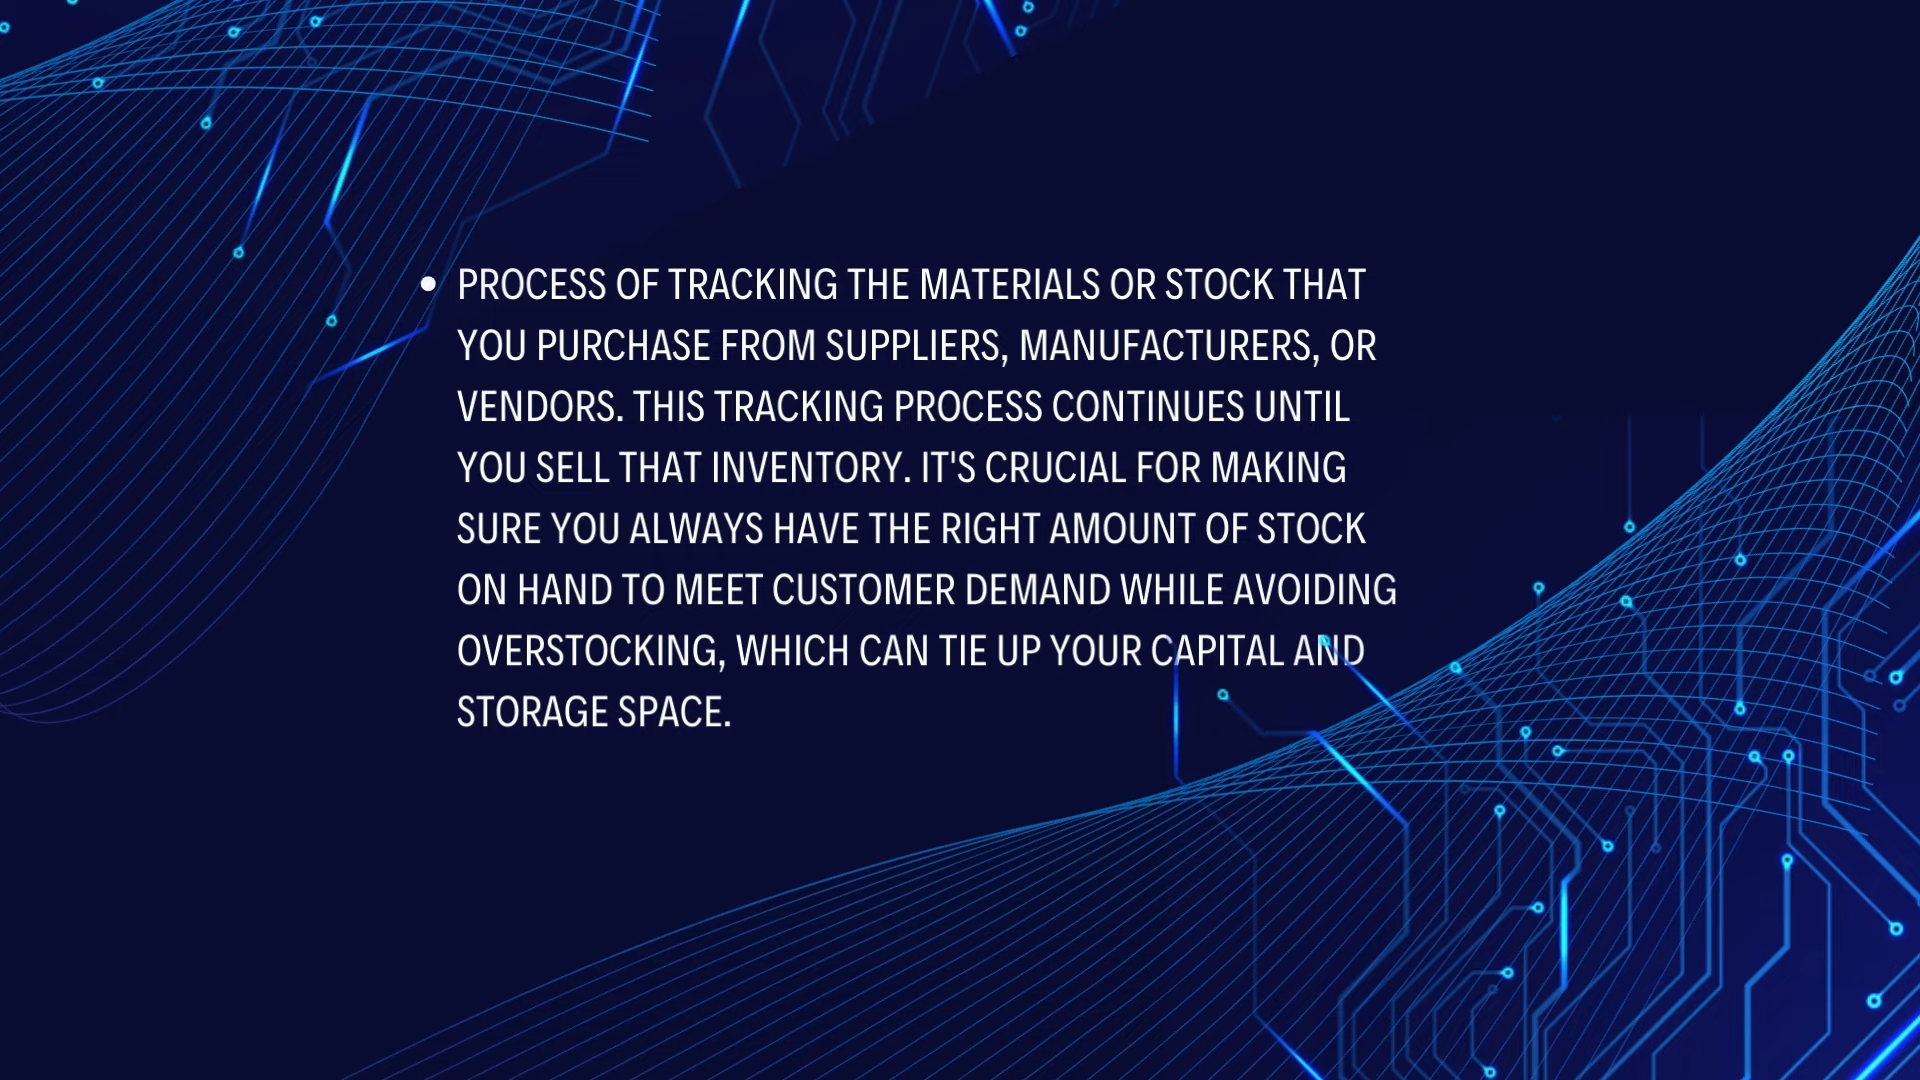 • PROCESS OF TRACKING THE MATERIALS OR STOCK THAT
YOU PURCHASE FROM SUPPLIERS, MANUFACTURERS, OR
VENDORS. THIS TRACKING PROCESS CONTINUES UNTIL
YOU SELL THAT INVENTORY. IT'S CRUCIAL FOR MAKING
SURE YOU ALWAYS HAVE THE RIGHT AMOUNT OF STOCK
ON HAND TO MEET CUSTOMER DEMAND WHILE AVOIDING
OVERSTOCKING, WHICH CAN TIE UP YOUR CAPITAL AND
STORAGE SPACE.